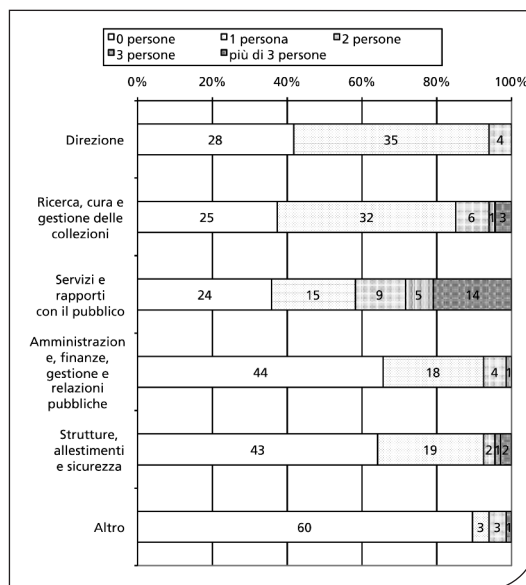 0 persone 1 persona 2 persone
3 persone più di 3 persone
0% 20% 40% 60% 80% 100%
Direzione
28 35 4
Ricerca, cura e
gestione delle
collezioni
25 32 6 1 3
Servizi e
rapporti
con il pubblico
24 15 9 5 14
Amministrazion
e, finanze,
gestione e
relazioni
pubbliche
44 18 4 1
Strutture,
allestimenti
e sicurezza
43 19 2 1 2
Altro
60 3 3 1